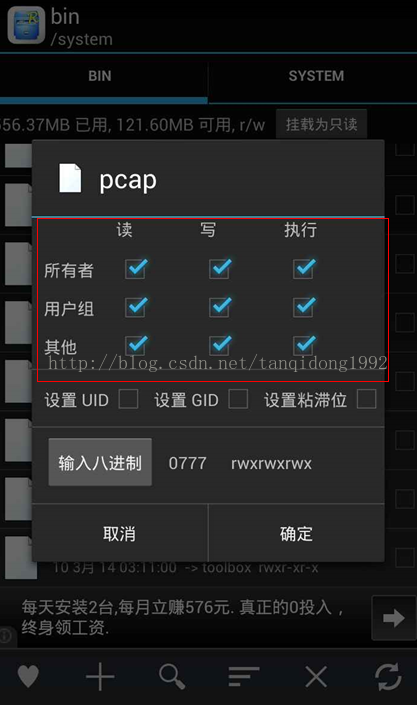 bin
/system
BIN
SYSTEM
556.37MB 已用, 121.60MB 可用, r/w 挂载为只读
pcap
读 写 执行
所有者
用户组
其他
http://blog.csdn.net/tanqidong1992
设置 UID 设置 GID 设置粘滞位
输入八进制 0777 rwxrwxrwx
取消 确定
10 3月 14 03:11:00 -> toolbox rwxr-xr-x
每天安装2台,每月立赚576元. 真正的0投入,
终身领工资.